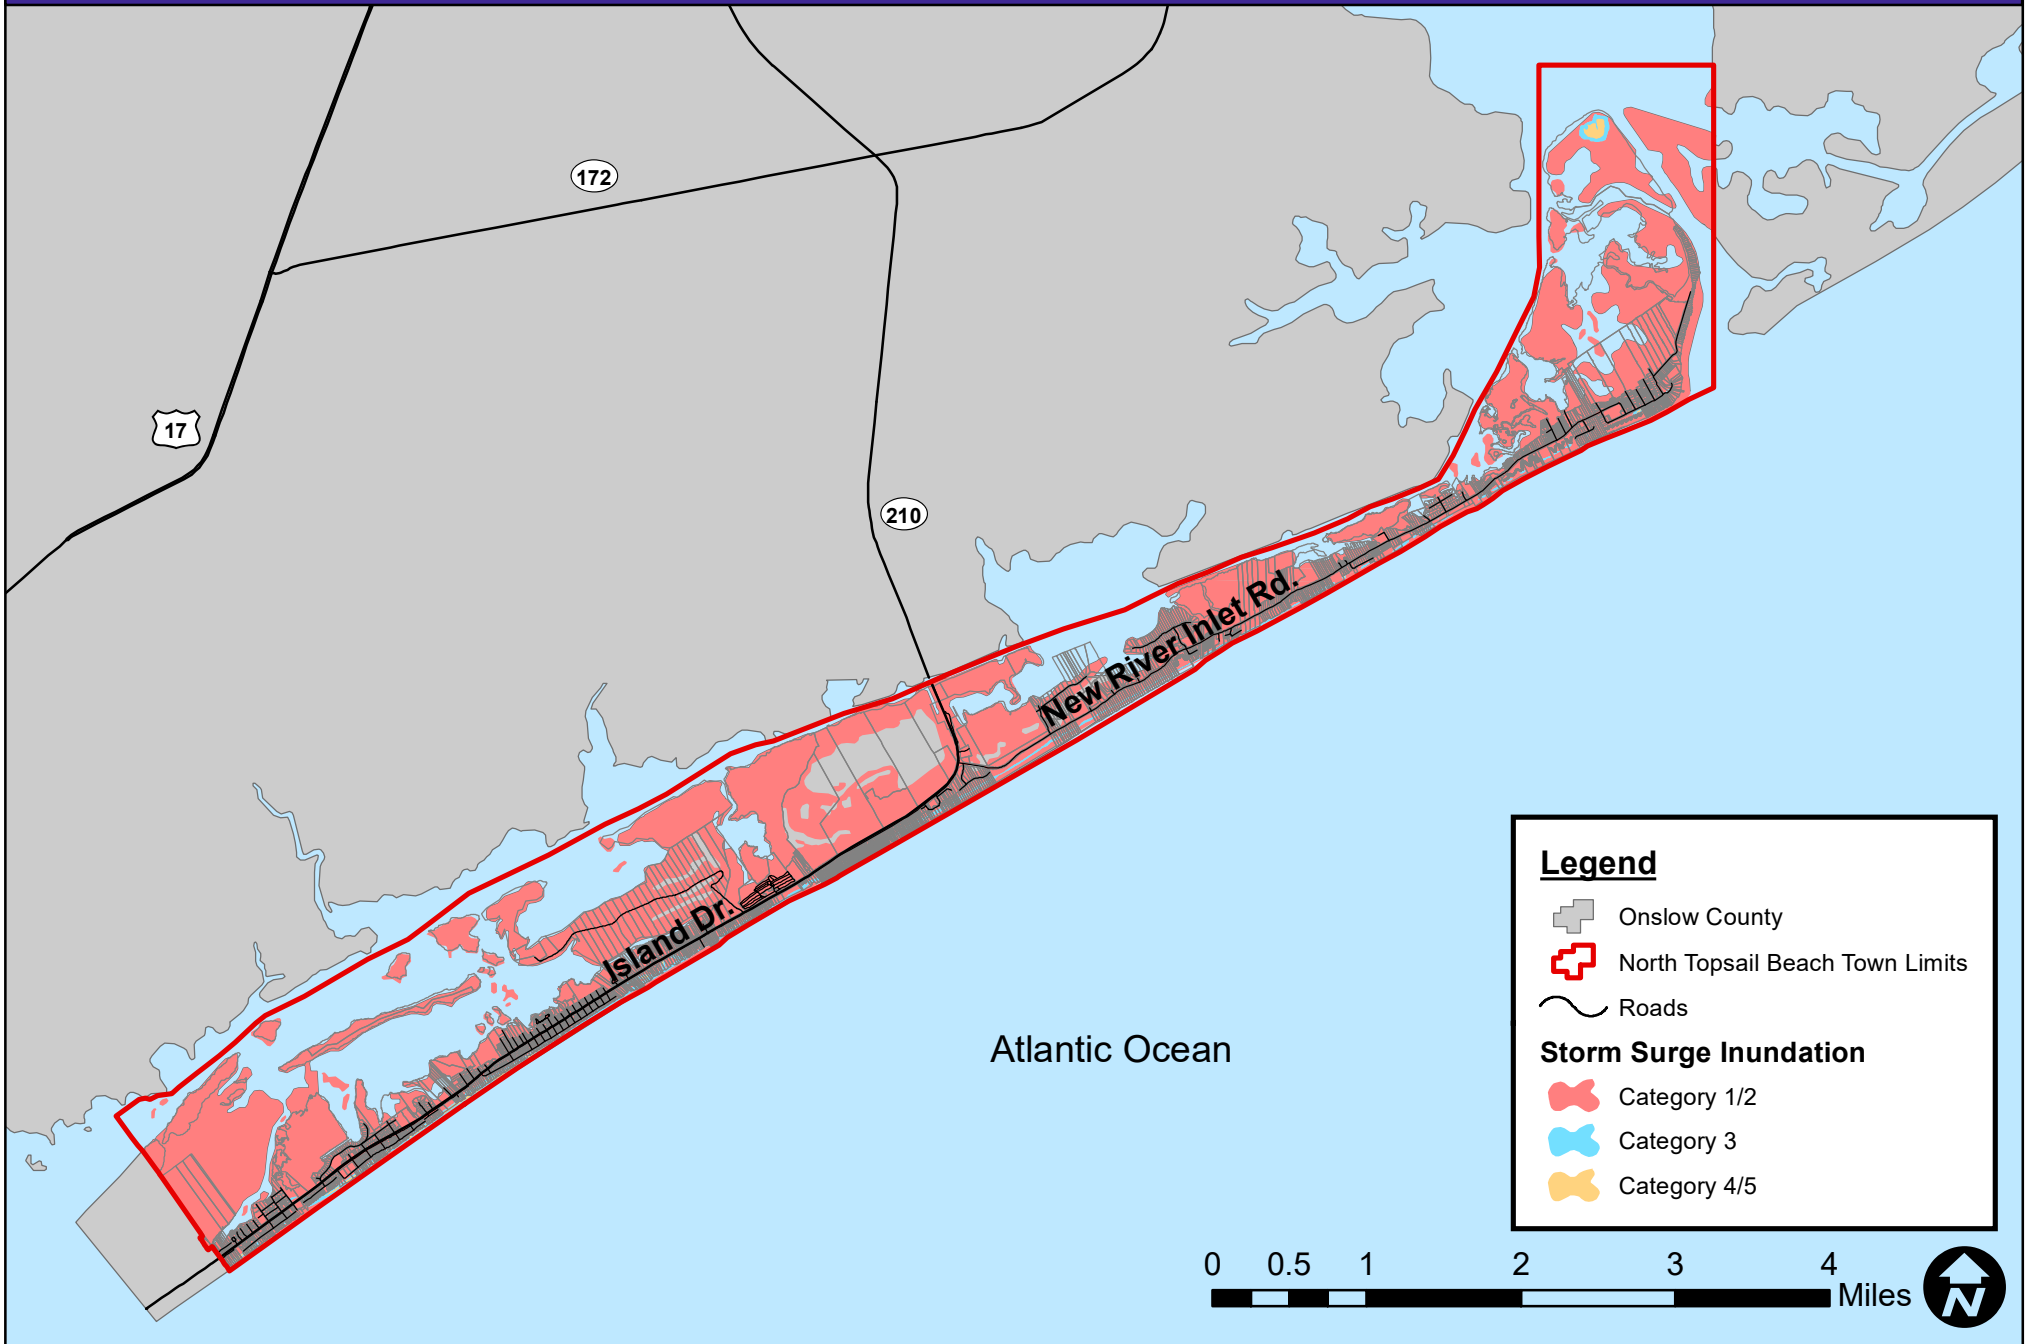 172
17
210
New River Inlet Rd.
Island Dr.
Atlantic Ocean
Legend
Onslow County
North Topsail Beach Town Limits
Roads
Storm Surge Inundation
Category 1/2
Category 3
Category 4/5
0 0.5 1 2 3 4
Miles
N